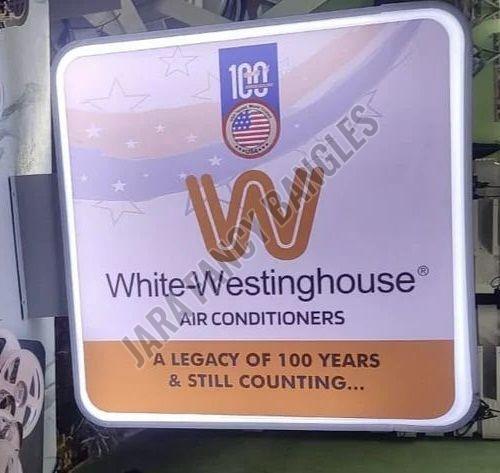 100
W
White-Westinghouse®
AIR CONDITIONERS
A LEGACY OF 100 YEARS
& STILL COUNTING...
JARA FANCY BANGLES